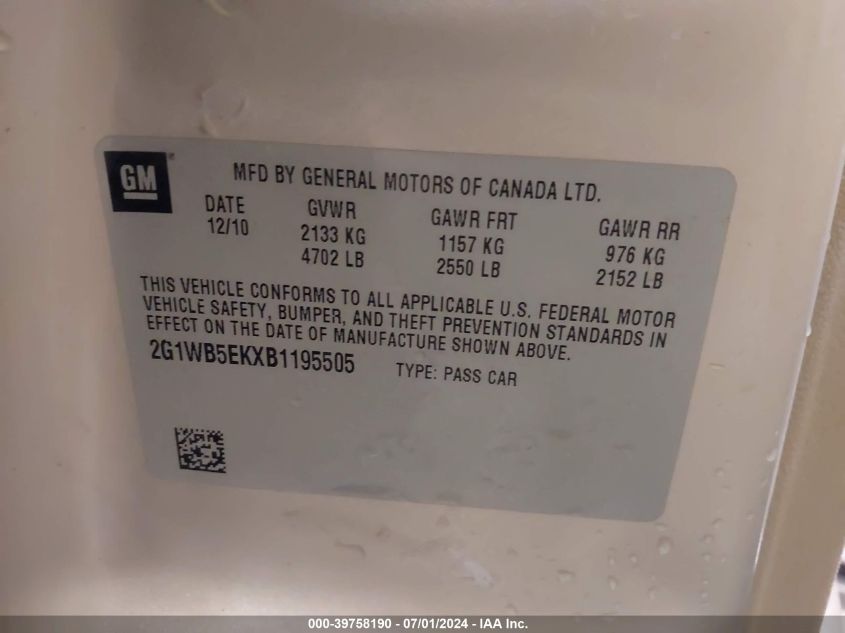 GM
MFD BY GENERAL MOTORS OF CANADA LTD.
DATE GVWR GAWR FRT GAWR RR
12/10 2133 KG 1157 KG 976 KG
4702 LB 2550 LB 2152 LB
THIS VEHICLE CONFORMS TO ALL APPLICABLE U.S. FEDERAL MOTOR
VEHICLE SAFETY, BUMPER, AND THEFT PREVENTION STANDARDS IN
EFFECT ON THE DATE OF MANUFACTURE SHOWN ABOVE.
2G1WB5EKXB1195505 TYPE: PASS CAR
000-39758190 - 07/01/2024 - IAA Inc.